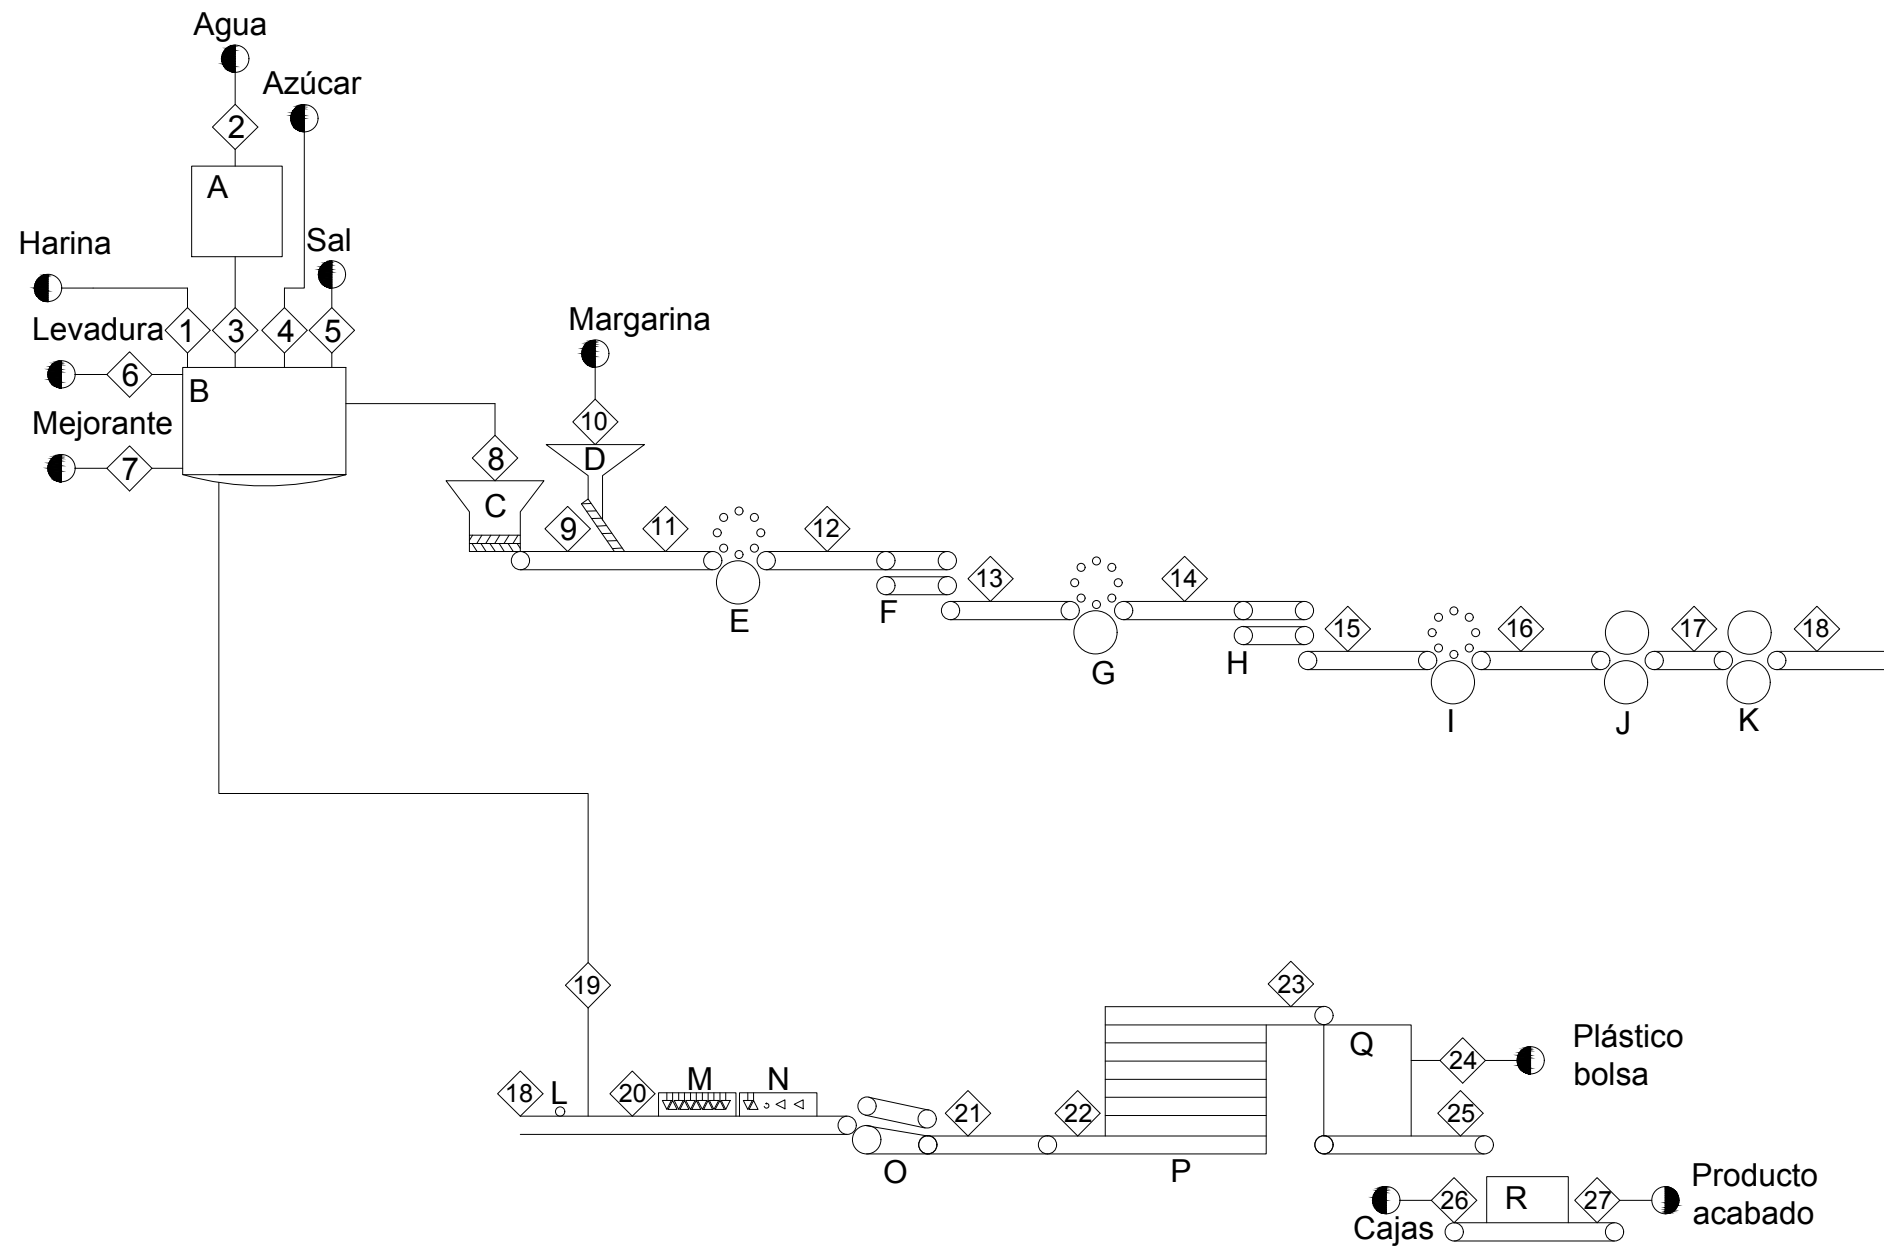 Agua
Azúcar
2
A
Harina
Sal
Levadura
1
3
4
5
6
B
Mejorante
7
Margarina
10
8
D
C
9
11
12
E
F
13
14
G
H
15
16
17
18
I
J
K
19
23
Q
24
Plástico
bolsa
18
L
20
M
N
21
22
25
O
P
26
R
27
Producto
acabado
Cajas